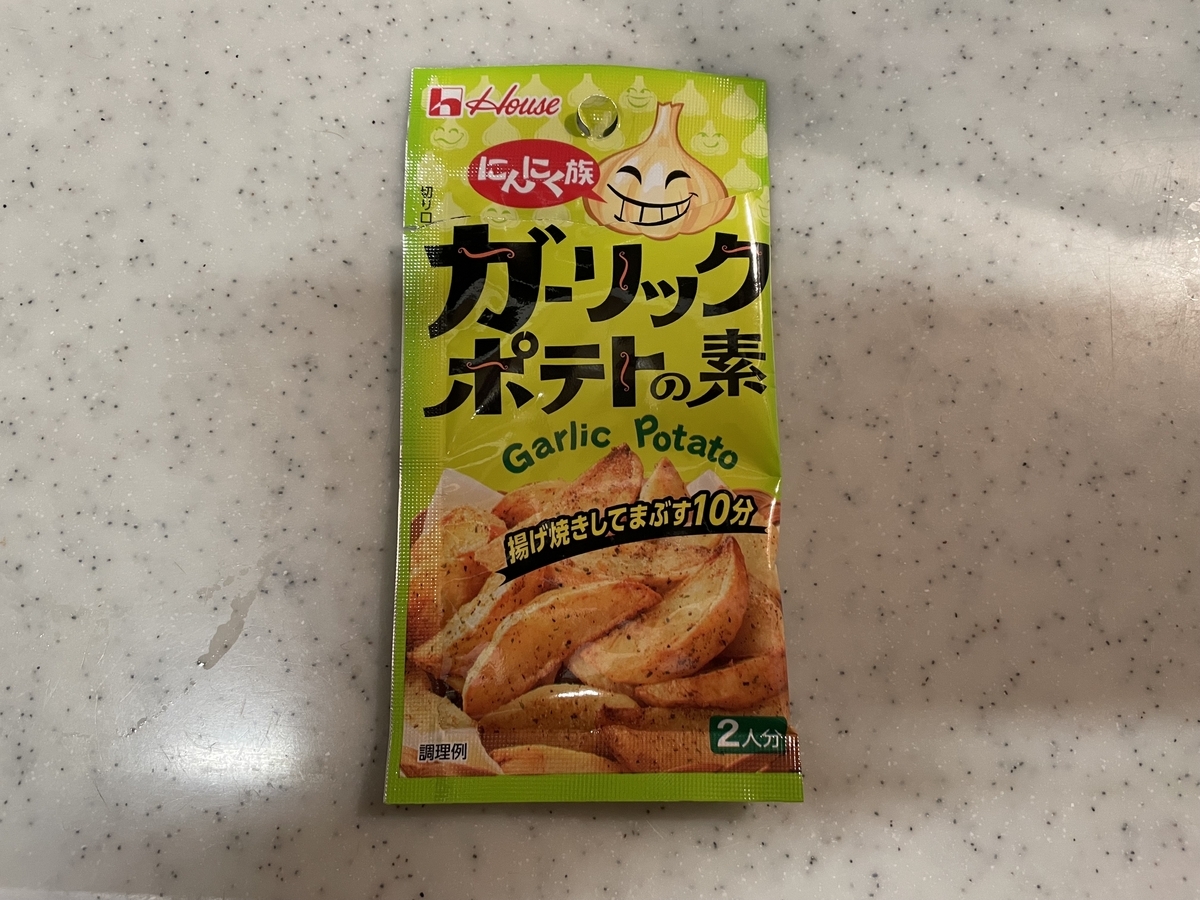 House
にんにく族
切り口
ガーリック
ポテトの素
Garlic Potato
揚げ焼きしてまぶす10分
2人分
調理例